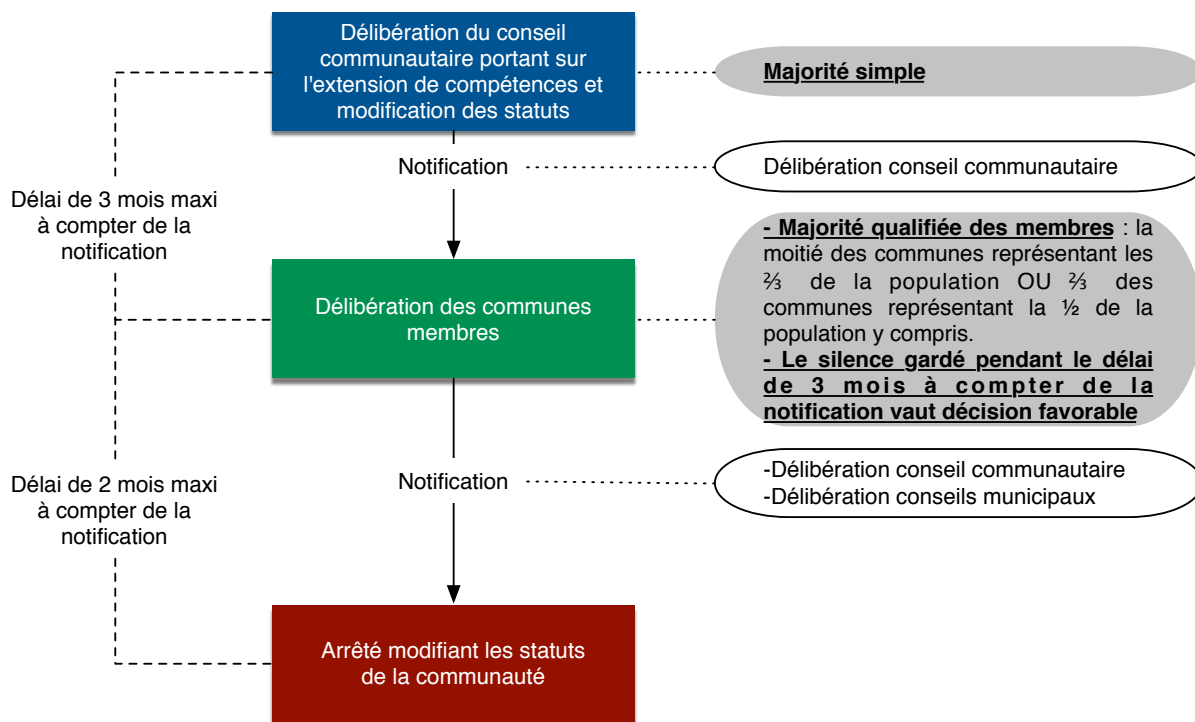 Délibération du conseil
communautaire portant sur
l'extension de compétences et
modification des statuts
Majorité simple
Notification
Délibération conseil communautaire
Délai de 3 mois maxi
à compter de la
notification
Délibération des communes
membres
- Majorité qualifiée des membres : la
moitié des communes représentant les
⅔ de la population OU ⅔ des
communes représentant la ½ de la
population y compris.
- Le silence gardé pendant le délai
de 3 mois à compter de la
notification vaut décision favorable
Délai de 2 mois maxi
à compter de la
notification
Notification
-Délibération conseil communautaire
-Délibération conseils municipaux
Arrêté modifiant les statuts
de la communauté